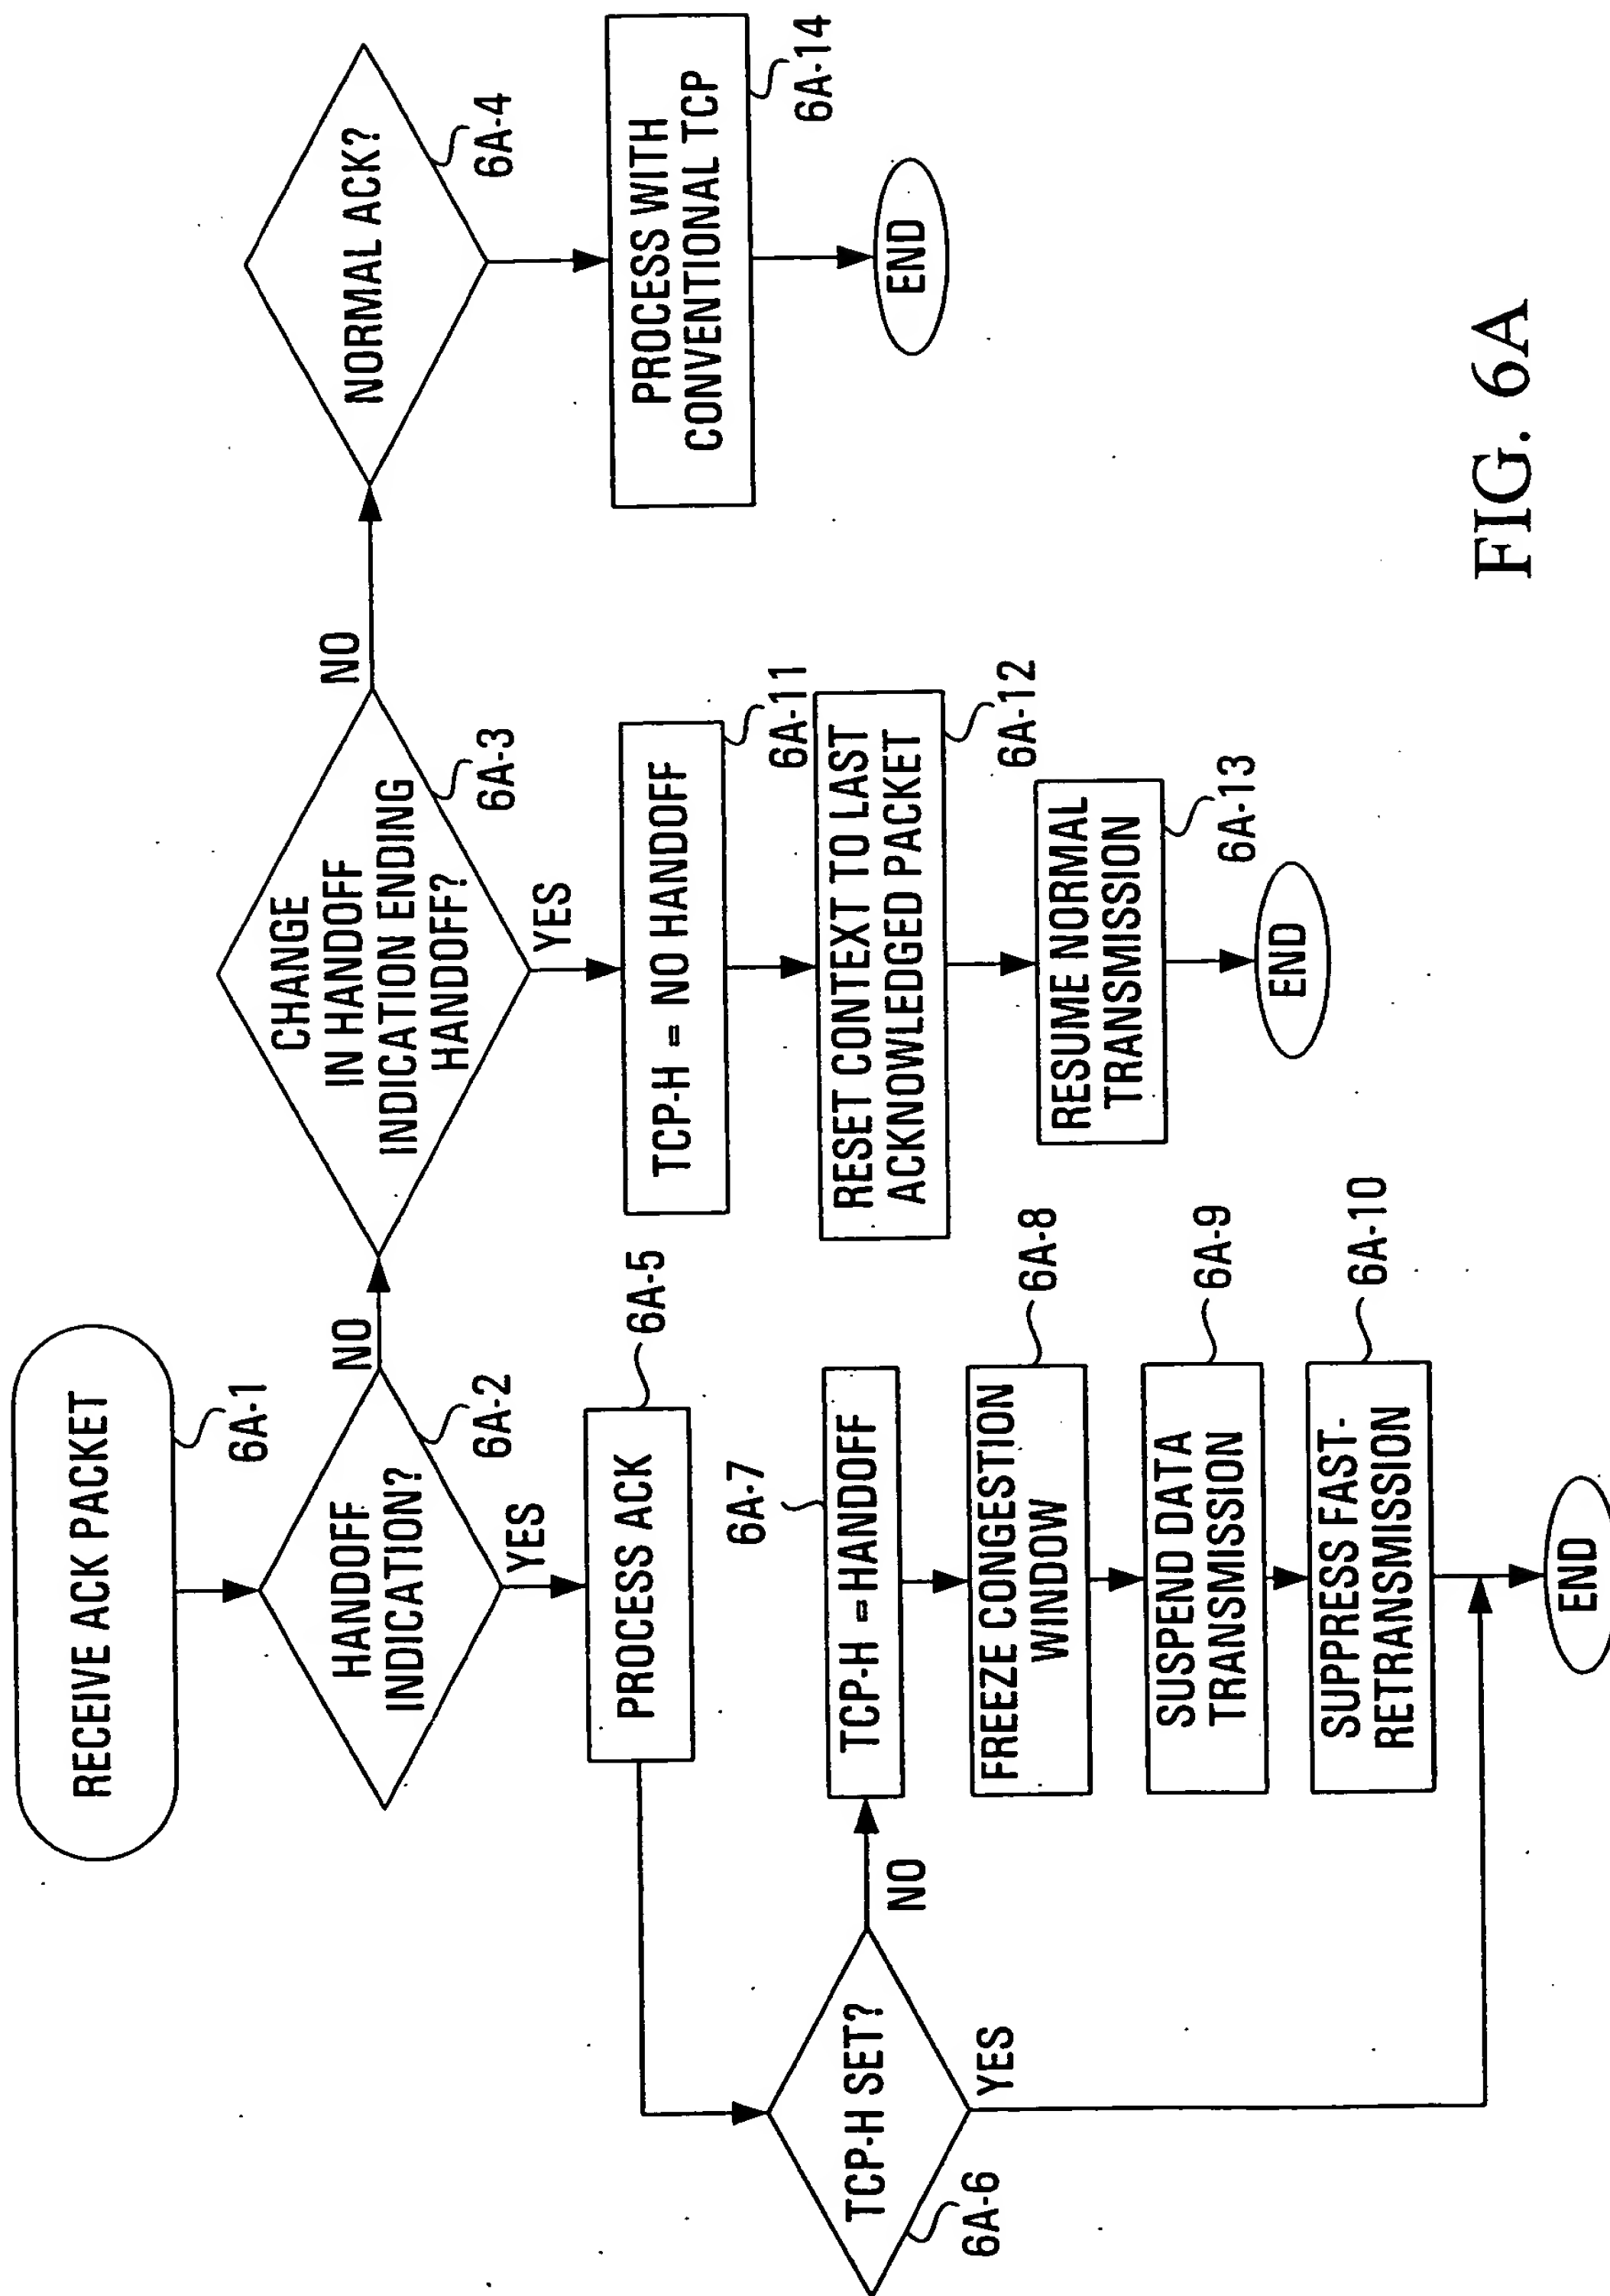 RECEIVE ACK PACKET
6A-1
HANDOFF
INDICATION?
6A-2
NO
YES
CHANGE
IN HANDOFF
INDICATION ENDING
HANDOFF?
6A-3
NO
YES
NORMAL ACK?
6A-4
PROCESS WITH
CONVENTIONAL TCP
6A-14
END
PROCESS ACK
6A-5
TCP-H SET?
6A-6
NO
YES
TCP-H = HANDOFF
6A-7
FREEZE CONGESTION
WINDOW
6A-8
SUSPEND DATA
TRANSMISSION
6A-9
SUPPRESS FAST-
RETRANSMISSION
6A-10
END
TCP-H = NO HANDOFF
6A-11
RESET CONTEXT TO LAST
ACKNOWLEDGED PACKET
6A-12
RESUME NORMAL
TRANSMISSION
6A-13
END
FIG. 6A